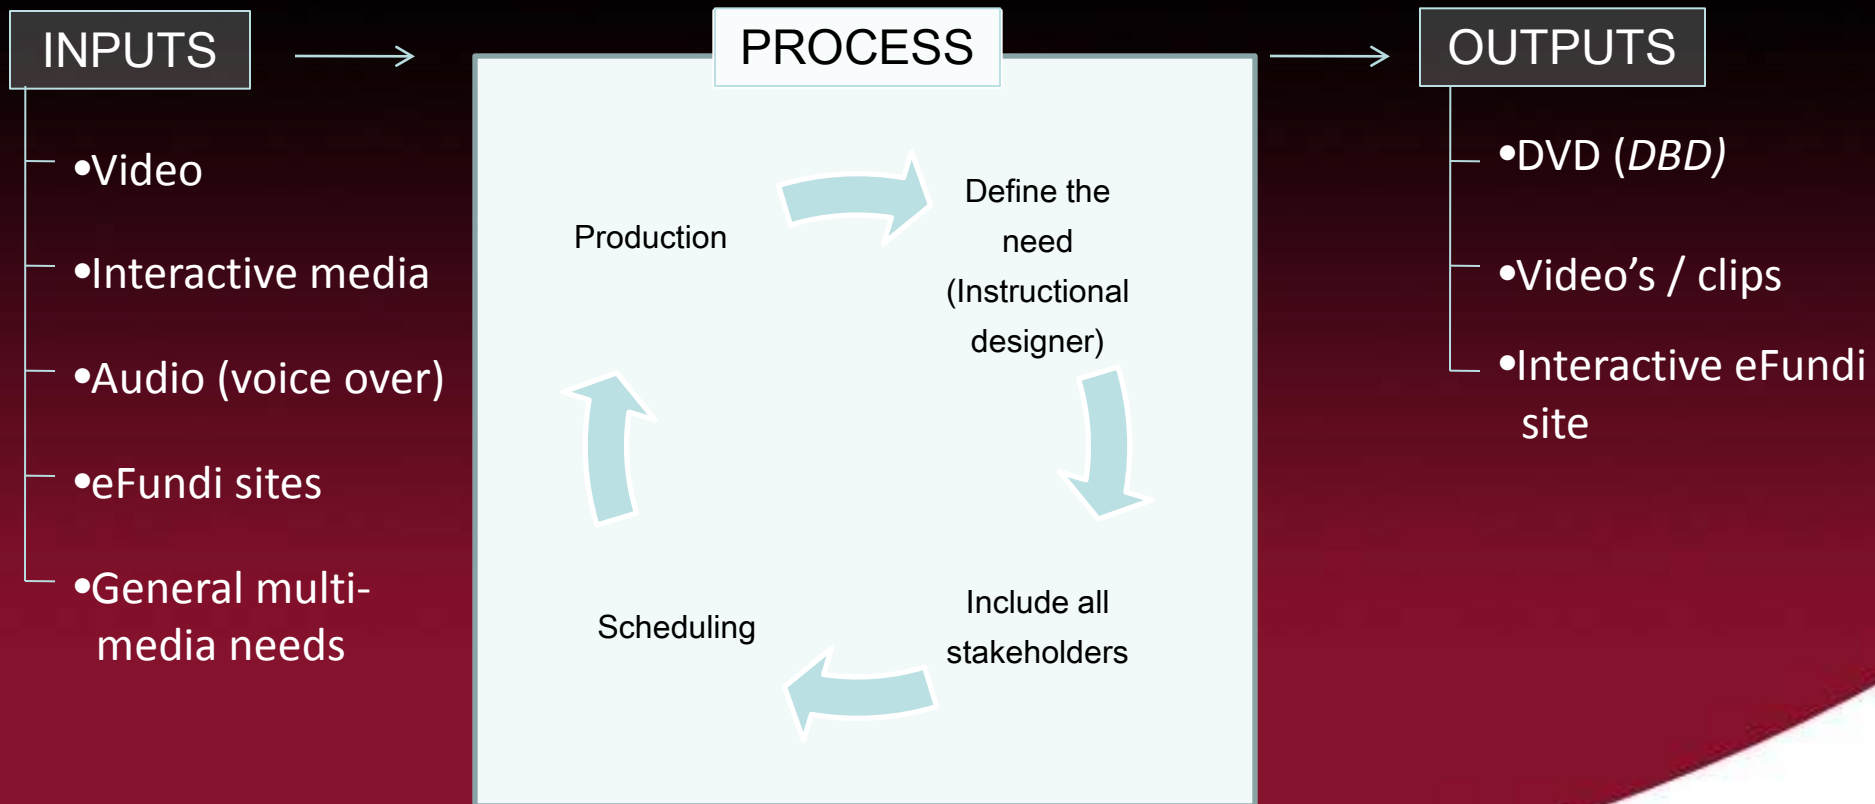 INPUTS
•Video
•Interactive media
•Audio (voice over)
•eFundi sites
•General multi-
media needs
PROCESS
Production
Define the
need
(Instructional
designer)
Include all
stakeholders
Scheduling
OUTPUTS
•DVD (DBD)
•Video’s / clips
•Interactive eFundi
site